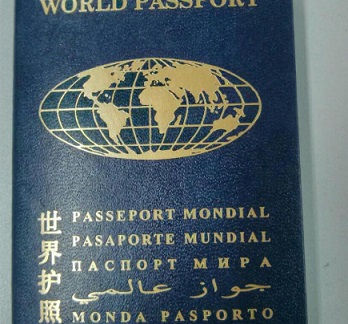 WORLD PASSPORT
世界护照
PASSEPORT MONDIAL
PASAPORTE MUNDIAL
ПАСПОРТ МИРА
جواز عالمي
MONDA PASPORTO